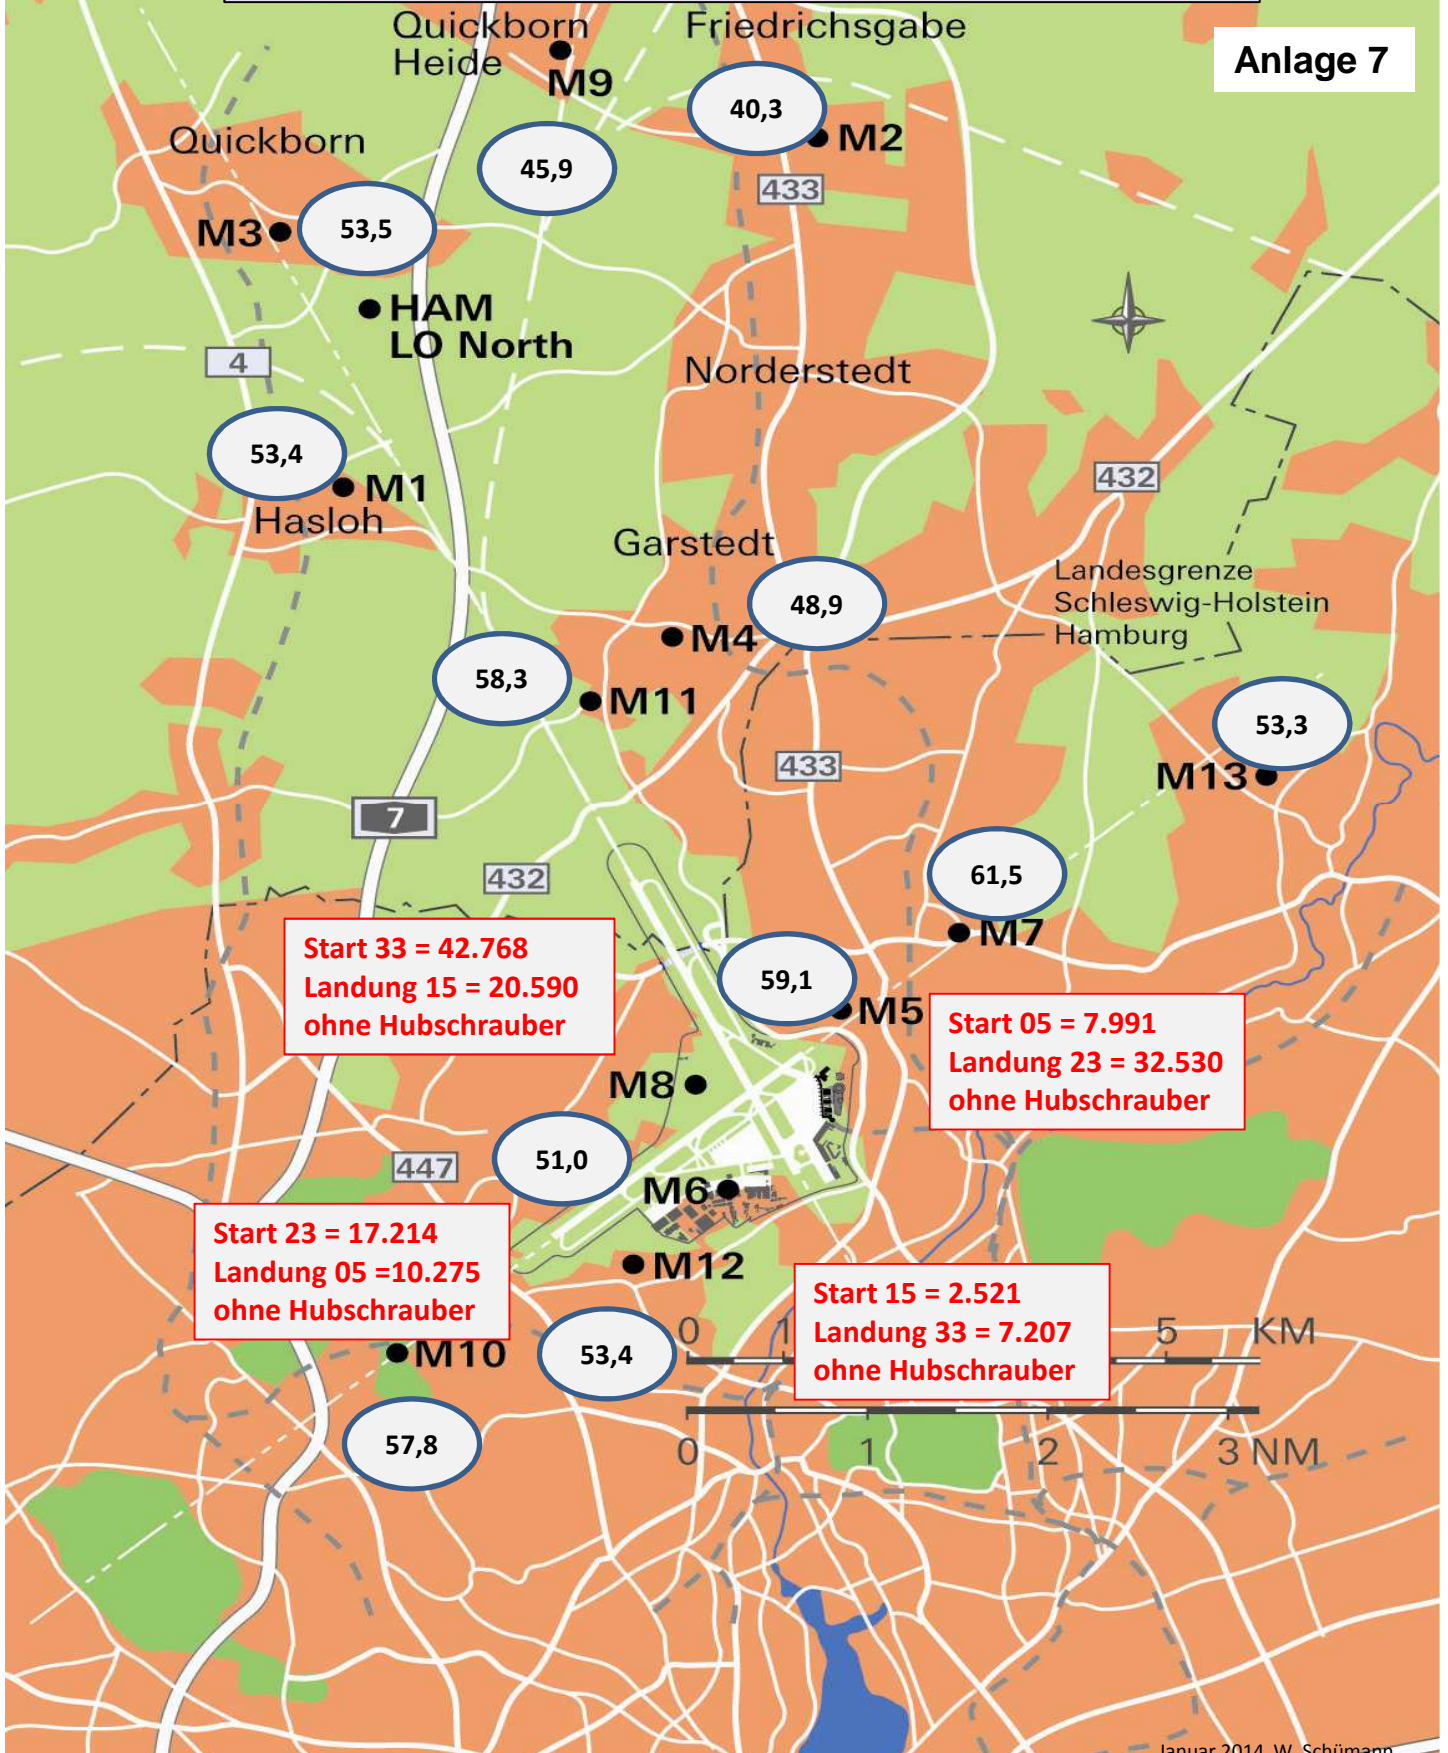 Anlage 7
Quickborn
Heide
M9
Friedrichsgabe
40,3
M2
Quickborn
45,9
433
M3
53,5
HAM
LO North
4
Norderstedt
53,4
M1
Hasloh
432
Garstedt
48,9
Landesgrenze
Schleswig-Holstein
Hamburg
M4
58,3
M11
53,3
M13
433
7
432
61,5
M7
Start 33 = 42.768
Landung 15 = 20.590
ohne Hubschrauber
59,1
M5
Start 05 = 7.991
Landung 23 = 32.530
ohne Hubschrauber
M8
51,0
447
M6
Start 23 = 17.214
Landung 05 =10.275
ohne Hubschrauber
M12
Start 15 = 2.521
Landung 33 = 7.207
ohne Hubschrauber
M10
53,4
0 1 5 KM
57,8
0 1 2 3 NM
Januar 2014, W. Schümann